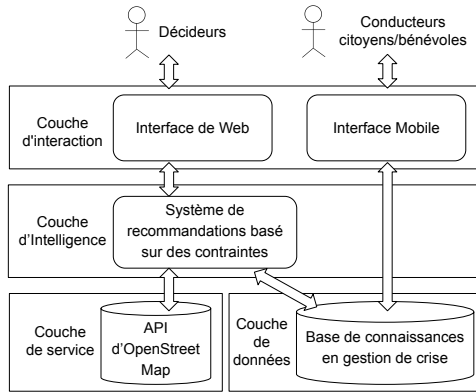 Décideurs
Conducteurs
citoyens/bénévoles
Couche
d'interaction
Interface de Web
Interface Mobile
Couche
d'Intelligence
Système de
recommandations basé
sur des contraintes
Couche
de service
API
d'OpenStreet
Map
Couche
de
données
Base de connaissances
en gestion de crise